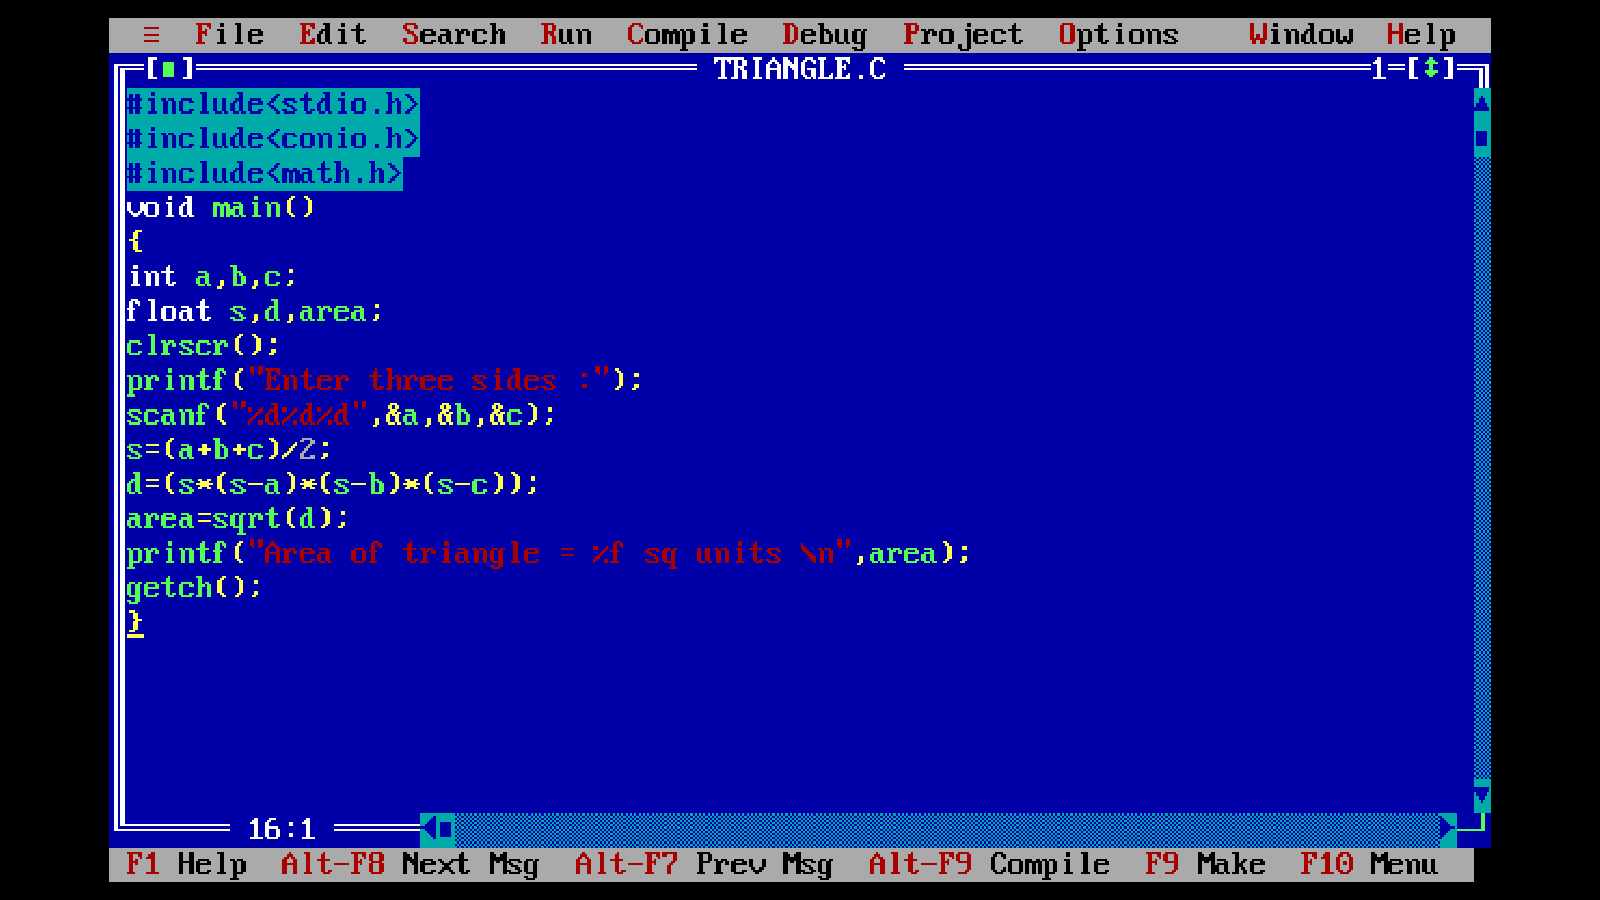 ≡ File Edit Search Run Compile Debug Project Options Window Help
[■] TRIANGLE.C 1=[↕]
#include<stdio.h>
#include<conio.h>
#include<math.h>
void main()
{
int a,b,c;
float s,d,area;
clrscr();
printf("Enter three sides :");
scanf("%d%d%d",&a,&b,&c);
s=(a+b+c)/2;
d=(s*(s-a)*(s-b)*(s-c));
area=sqrt(d);
printf("Area of triangle = %f sq units \n",area);
getch();
}
16:1
F1 Help Alt-F8 Next Msg Alt-F7 Prev Msg Alt-F9 Compile F9 Make F10 Menu